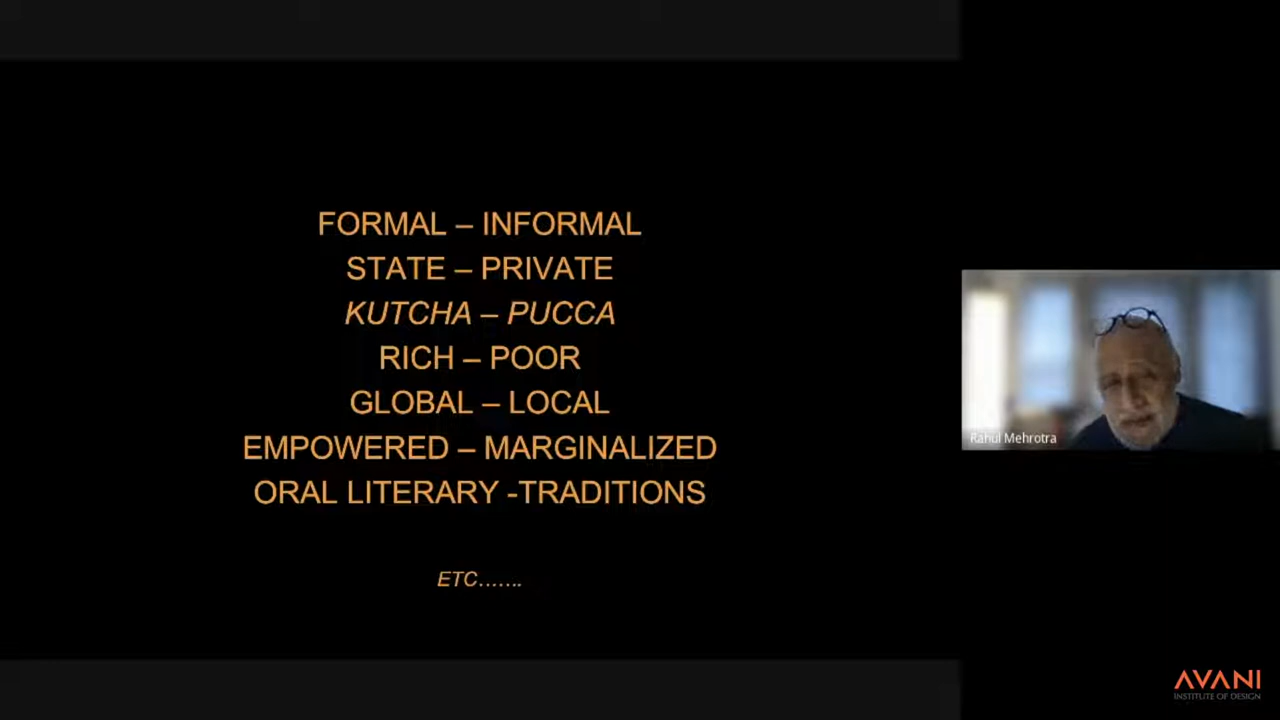 FORMAL – INFORMAL
STATE – PRIVATE
KUTCHA – PUCCA
RICH – POOR
GLOBAL – LOCAL
EMPOWERED – MARGINALIZED
ORAL LITERARY -TRADITIONS
ETC…….
Rahul Mehrotra
AVANI
INSTITUTE OF DESIGN